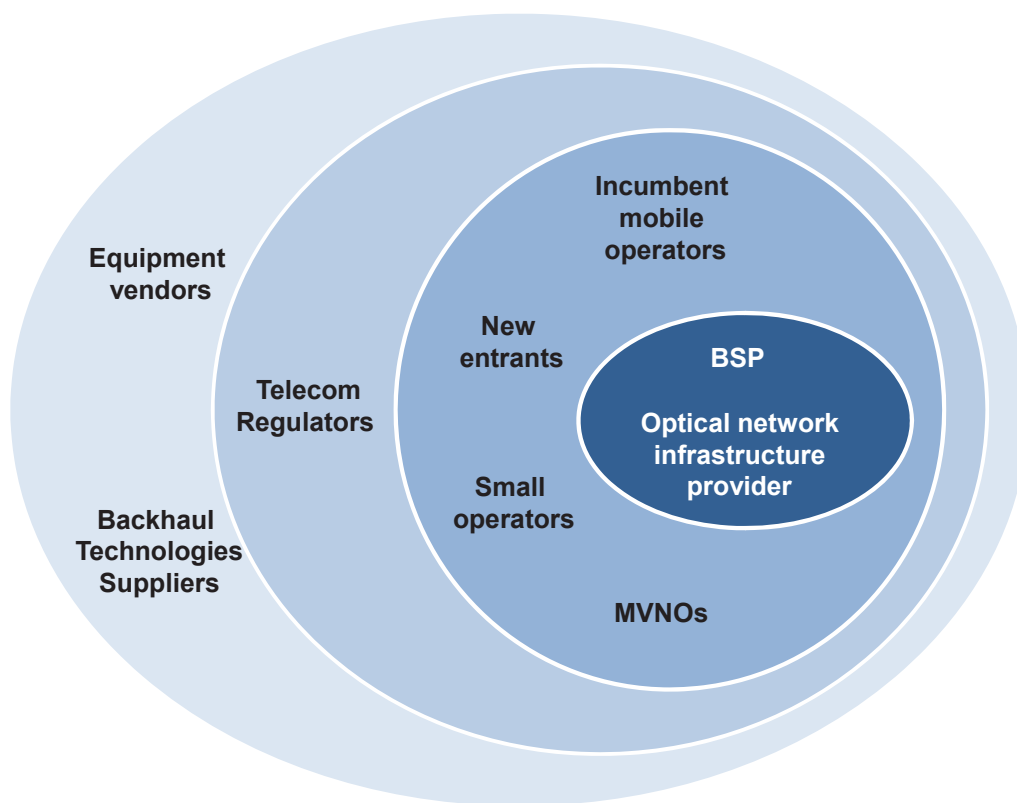 Incumbent
mobile
operators
Equipment
vendors
New
entrants
BSP
Telecom
Regulators
Optical network
infrastructure
provider
Small
operators
Backhaul
Technologies
Suppliers
MVNOs